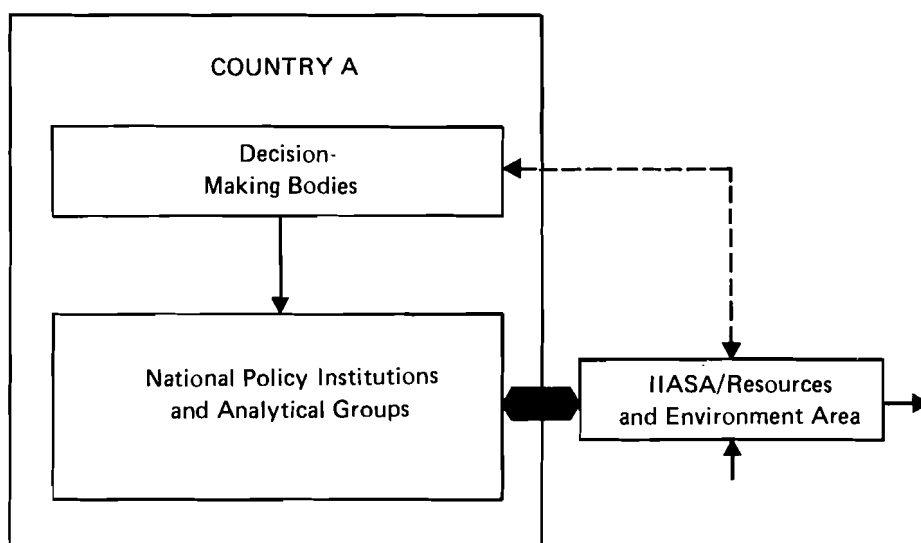 COUNTRY A
Decision-
Making Bodies
National Policy Institutions
and Analytical Groups
IIASA/Resources
and Environment Area